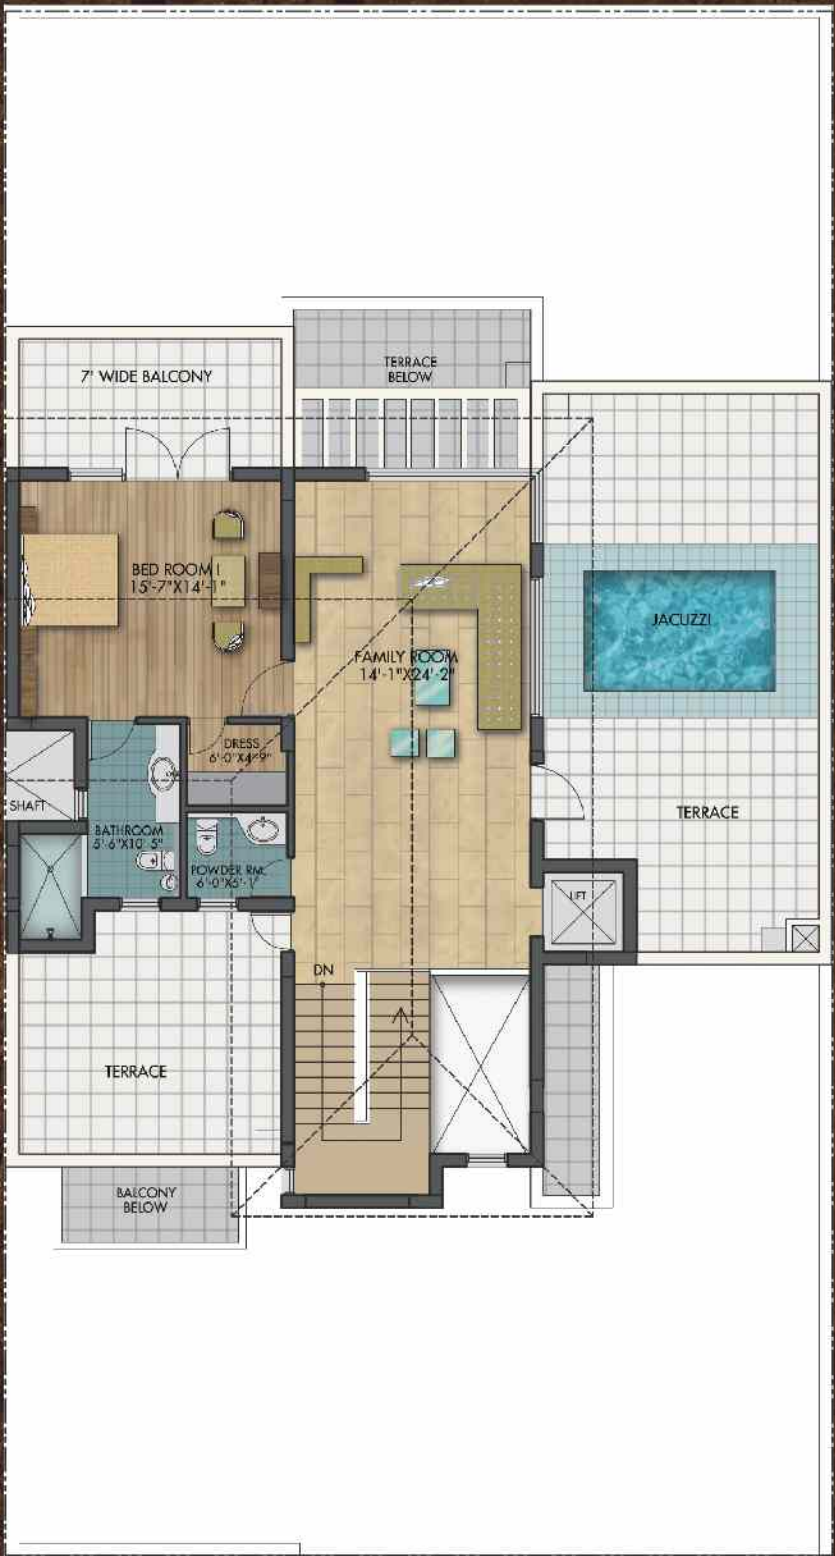 TERRACE
BELOW
7' WIDE BALCONY
BED ROOM 1
15'-7"X14'-1"
JACUZZI
FAMILY ROOM
14'-1"X24'-2"
DRESS
6'-0"X4'-9"
SHAFT
TERRACE
BATHROOM
5'-6"X10'-5"
POWDER RM.
6'-0"X5'-1"
LIFT
DN
TERRACE
BALCONY
BELOW